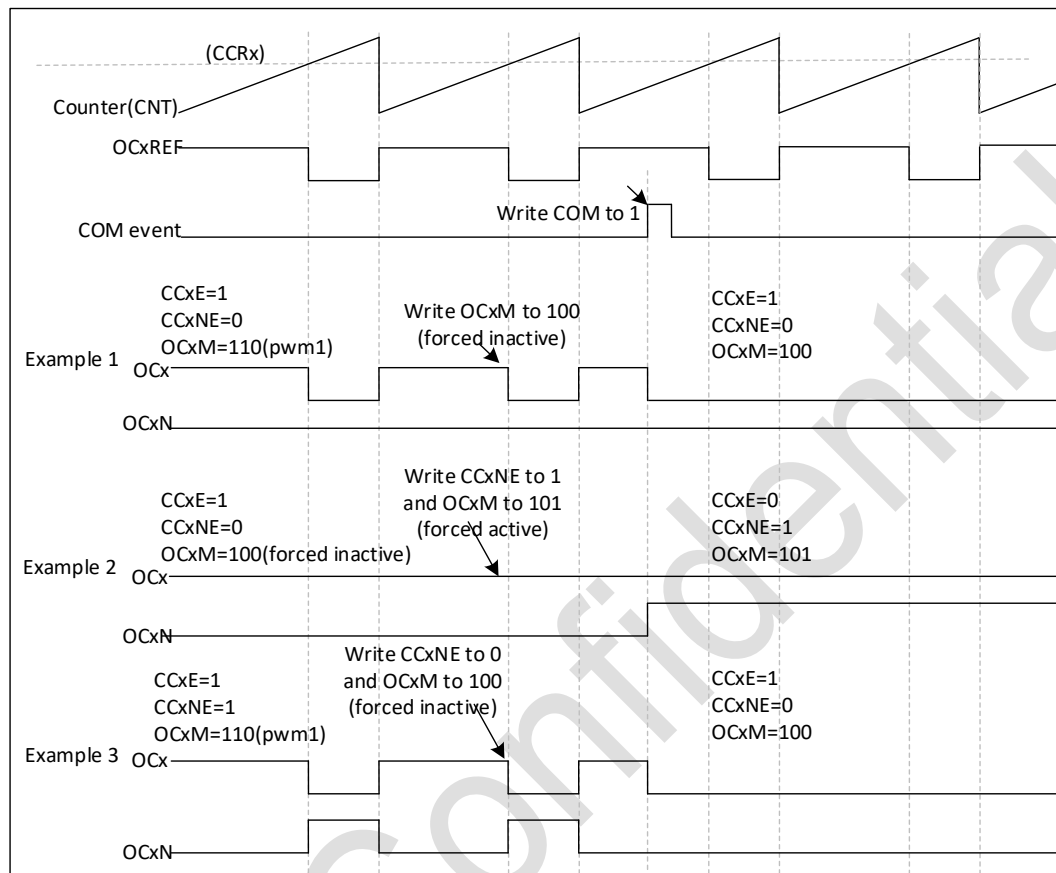 (CCRx)
Counter(CNT)
OCxREF
Write COM to 1
COM event
CCxE=1
CCxNE=0
OCxM=110(pwm1)
Write OCxM to 100
(forced inactive)
CCxE=1
CCxNE=0
OCxM=100
Example 1
OCx
OCxN
CCxE=1
CCxNE=0
OCxM=100(forced inactive)
Write CCxNE to 1
and OCxM to 101
(forced active)
CCxE=0
CCxNE=1
OCxM=101
Example 2
OCx
OCxN
CCxE=1
CCxNE=1
OCxM=110(pwm1)
Write CCxNE to 0
and OCxM to 100
(forced inactive)
CCxE=1
CCxNE=0
OCxM=100
Example 3
OCx
OCxN
Confidential